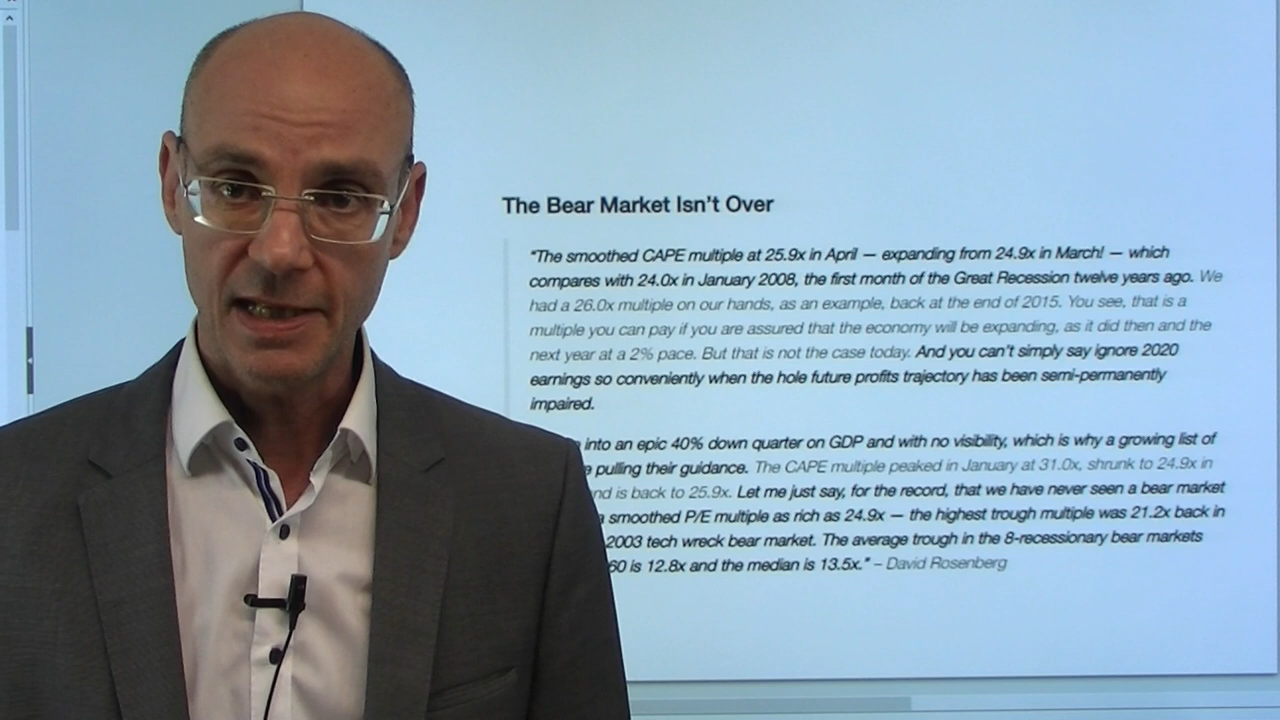 The Bear Market Isn't Over
"The smoothed CAPE multiple at 25.9x in April — expanding from 24.9x in March! — which
compares with 24.0x in January 2008, the first month of the Great Recession twelve years ago. We
had a 26.0x multiple on our hands, as an example, back at the end of 2015. You see, that is a
multiple you can pay if you are assured that the economy will be expanding, as it did then and the
next year at a 2% pace. But that is not the case today. And you can't simply say ignore 2020
earnings so conveniently when the hole future profits trajectory has been semi-permanently
impaired.
into an epic 40% down quarter on GDP and with no visibility, which is why a growing list of
pulling their guidance. The CAPE multiple peaked in January at 31.0x, shrunk to 24.9x in
is back to 25.9x. Let me just say, for the record, that we have never seen a bear market
smoothed P/E multiple as rich as 24.9x — the highest trough multiple was 21.2x back in
2003 tech wreck bear market. The average trough in the 8-recessionary bear markets
60 is 12.8x and the median is 13.5x." – David Rosenberg